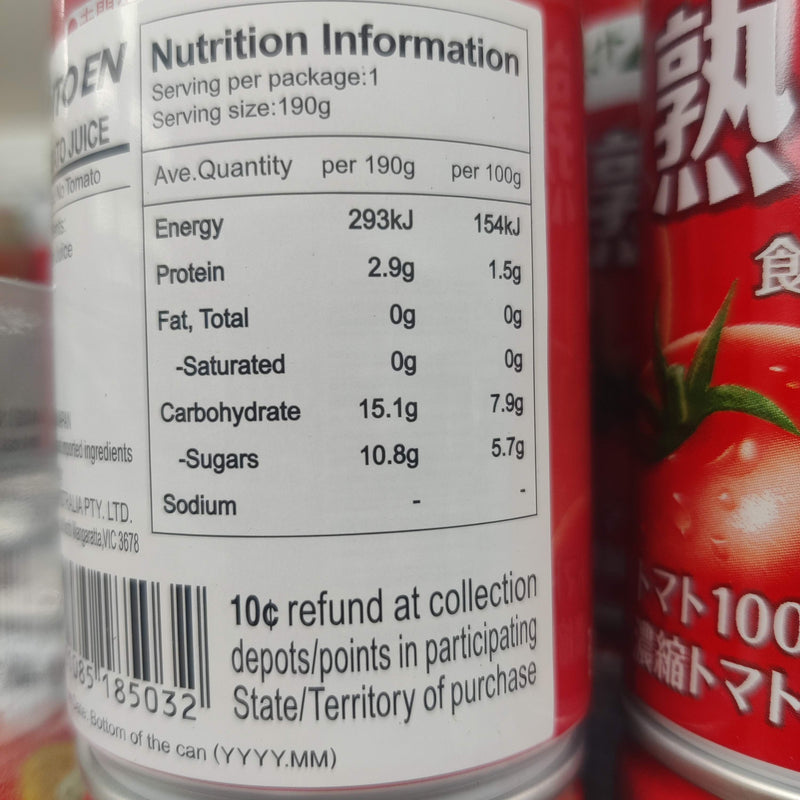 TOEN
JUICE
No Tomato
Nutrition Information
Serving per package:1
Serving size:190g
Ave.Quantity per 190g per 100g
Energy 293kJ 154kJ
Protein 2.9g 1.5g
Fat, Total 0g 0g
-Saturated 0g 0g
Carbohydrate 15.1g 7.9g
-Sugars 10.8g 5.7g
Sodium - -
ingredients
PTY. LTD.
Wangaratta,VIC 3678
185032
10¢ refund at collection
depots/points in participating
State/Territory of purchase
Bottom of the can (YYYY.MM)
熟
食
トマト100
濃縮トマト